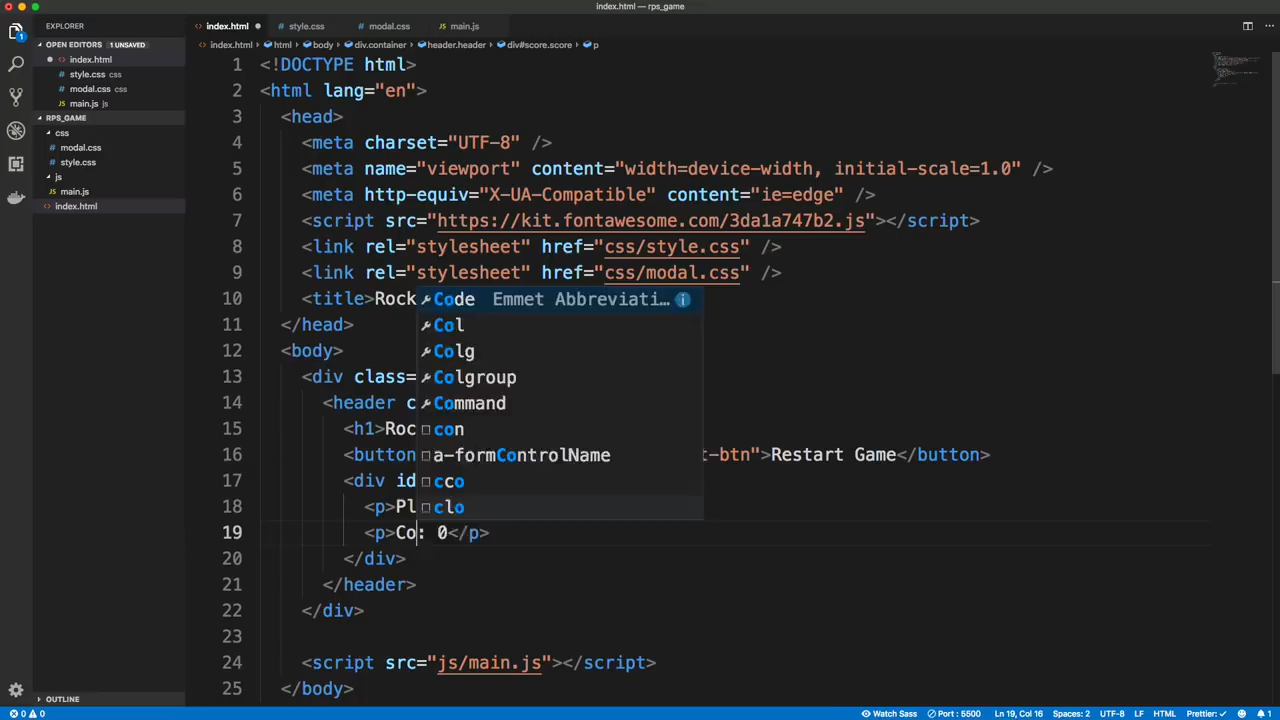 index.html — rps_game
EXPLORER
index.html
style.css
modal.css
main.js
OPEN EDITORS 1 UNSAVED
index.html
style.css css
modal.css css
main.js js
RPS_GAME
css
modal.css
style.css
js
main.js
index.html
OUTLINE
index.html › html › body › div.container › header.header › div#score.score › p
1 <!DOCTYPE html>
2 <html lang="en">
3 <head>
4 <meta charset="UTF-8" />
5 <meta name="viewport" content="width=device-width, initial-scale=1.0" />
6 <meta http-equiv="X-UA-Compatible" content="ie=edge" />
7 <script src="https://kit.fontawesome.com/3da1a747b2.js"></script>
8 <link rel="stylesheet" href="css/style.css" />
9 <link rel="stylesheet" href="css/modal.css" />
10 <title>Rock
11 </head>
12 <body>
13 <div class=
14 <header c
15 <h1>Roc
16 <button t-btn">Restart Game</button>
17 <div id
18 <p>Pl
19 <p>Co: 0</p>
20 </div>
21 </header>
22 </div>
23
24 <script src="js/main.js"></script>
25 </body>
Code Emmet Abbreviati…
Col
Colg
Colgroup
Command
con
a-formControlName
cco
clo
1
0 0
Watch Sass
Port : 5500
Ln 19, Col 16
Spaces: 2
UTF-8
LF
HTML
Prettier: ✓
1